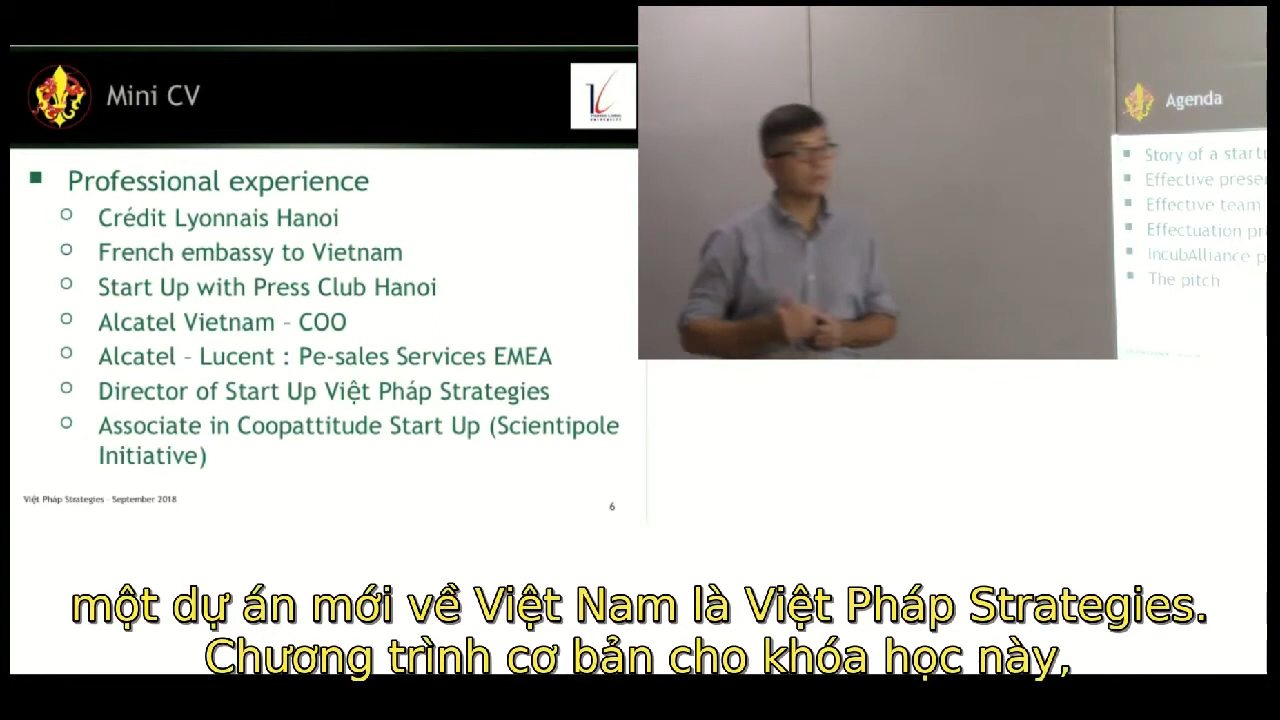 Mini CV
THANG LONG
UNIVERSITY
Professional experience
Crédit Lyonnais Hanoi
French embassy to Vietnam
Start Up with Press Club Hanoi
Alcatel Vietnam – COO
Alcatel – Lucent : Pe-sales Services EMEA
Director of Start Up Việt Pháp Strategies
Associate in Coopattitude Start Up (Scientipole
Initiative)
Việt Pháp Strategies - September 2018
6
Agenda
Story of a
Effective
Effective team
Effectuation
IncubAlliance
The pitch
một dự án mới về Việt Nam là Việt Pháp Strategies.
Chương trình cơ bản cho khóa học này,